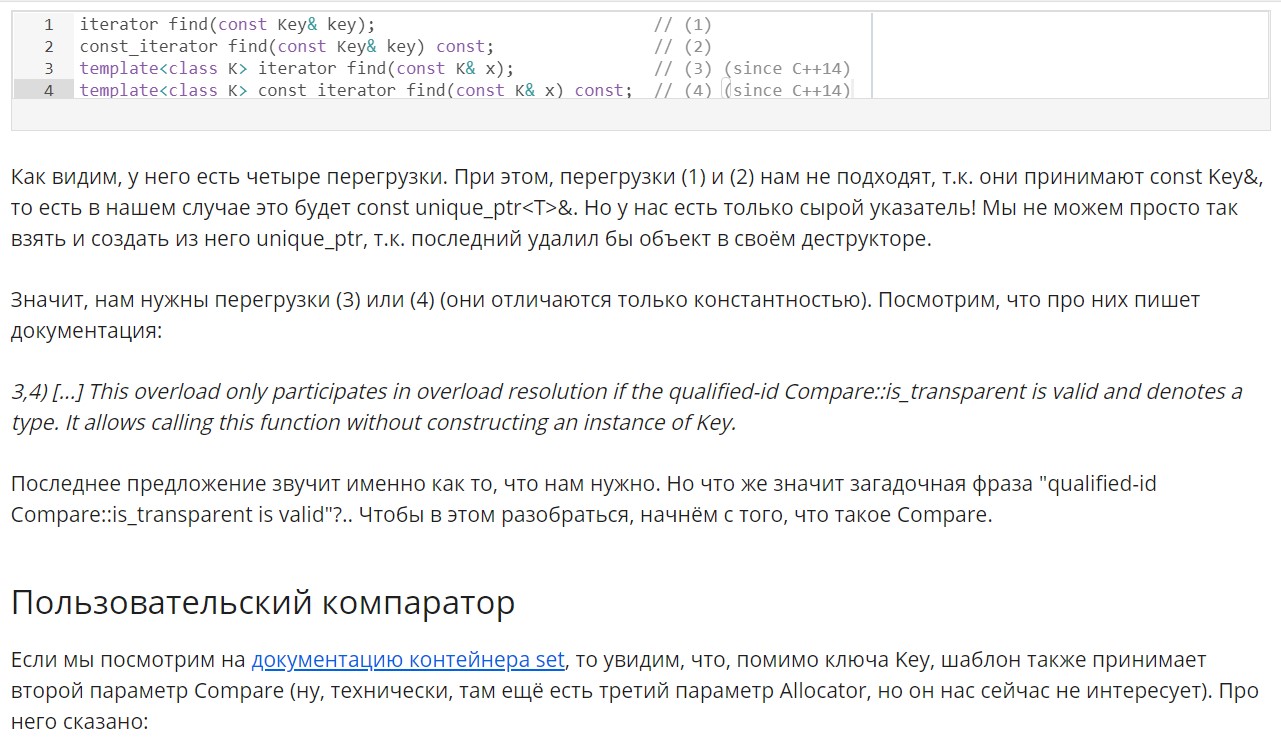 1 iterator find(const Key& key); // (1)
2 const_iterator find(const Key& key) const; // (2)
3 template<class K> iterator find(const K& x); // (3) (since C++14)
4 template<class K> const iterator find(const K& x) const; // (4) (since C++14)
Как видим, у него есть четыре перегрузки. При этом, перегрузки (1) и (2) нам не подходят, т.к. они принимают const Key&,
то есть в нашем случае это будет const unique_ptr<T>&. Но у нас есть только сырой указатель! Мы не можем просто так
взять и создать из него unique_ptr, т.к. последний удалил бы объект в своём деструкторе.
Значит, нам нужны перегрузки (3) или (4) (они отличаются только константностью). Посмотрим, что про них пишет
документация:
3,4) [...] This overload only participates in overload resolution if the qualified-id Compare::is_transparent is valid and denotes a
type. It allows calling this function without constructing an instance of Key.
Последнее предложение звучит именно как то, что нам нужно. Но что же значит загадочная фраза "qualified-id
Compare::is_transparent is valid"?.. Чтобы в этом разобраться, начнём с того, что такое Compare.
Пользовательский компаратор
Если мы посмотрим на документацию контейнера set, то увидим, что, помимо ключа Key, шаблон также принимает
второй параметр Compare (ну, технически, там ещё есть третий параметр Allocator, но он нас сейчас не интересует). Про
него сказано: